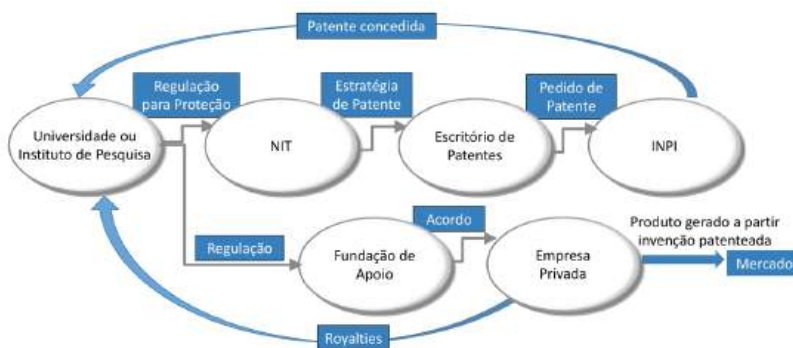 Patente concedida
Regulação
para Proteção
Estratégia
de Patente
Pedido de
Patente
Universidade ou
Instituto de Pesquisa
NIT
Escritório de
Patentes
INPI
Regulação
Fundação de
Apoio
Acordo
Empresa
Privada
Produto gerado a partir
invenção patenteada
Mercado
Royalties